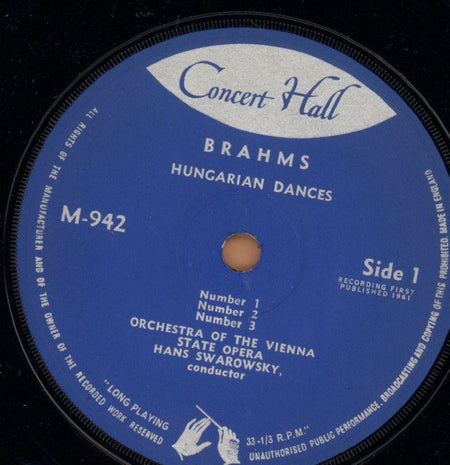 Concert Hall
BRAHMS
HUNGARIAN DANCES
M-942
Side 1
RECORDING FIRST
PUBLISHED 1961
Number 1
Number 2
Number 3
ORCHESTRA OF THE VIENNA
STATE OPERA
HANS SWAROWSKY,
conductor
"LONG PLAYING
33-1/3 R.P.M."
ALL RIGHTS OF THE MANUFACTURER AND OF THE OWNER OF THE RECORDED WORK RESERVED
UNAUTHORISED PUBLIC PERFORMANCE, BROADCASTING AND COPYING OF THIS PROHIBITED. MADE IN ENGLAND